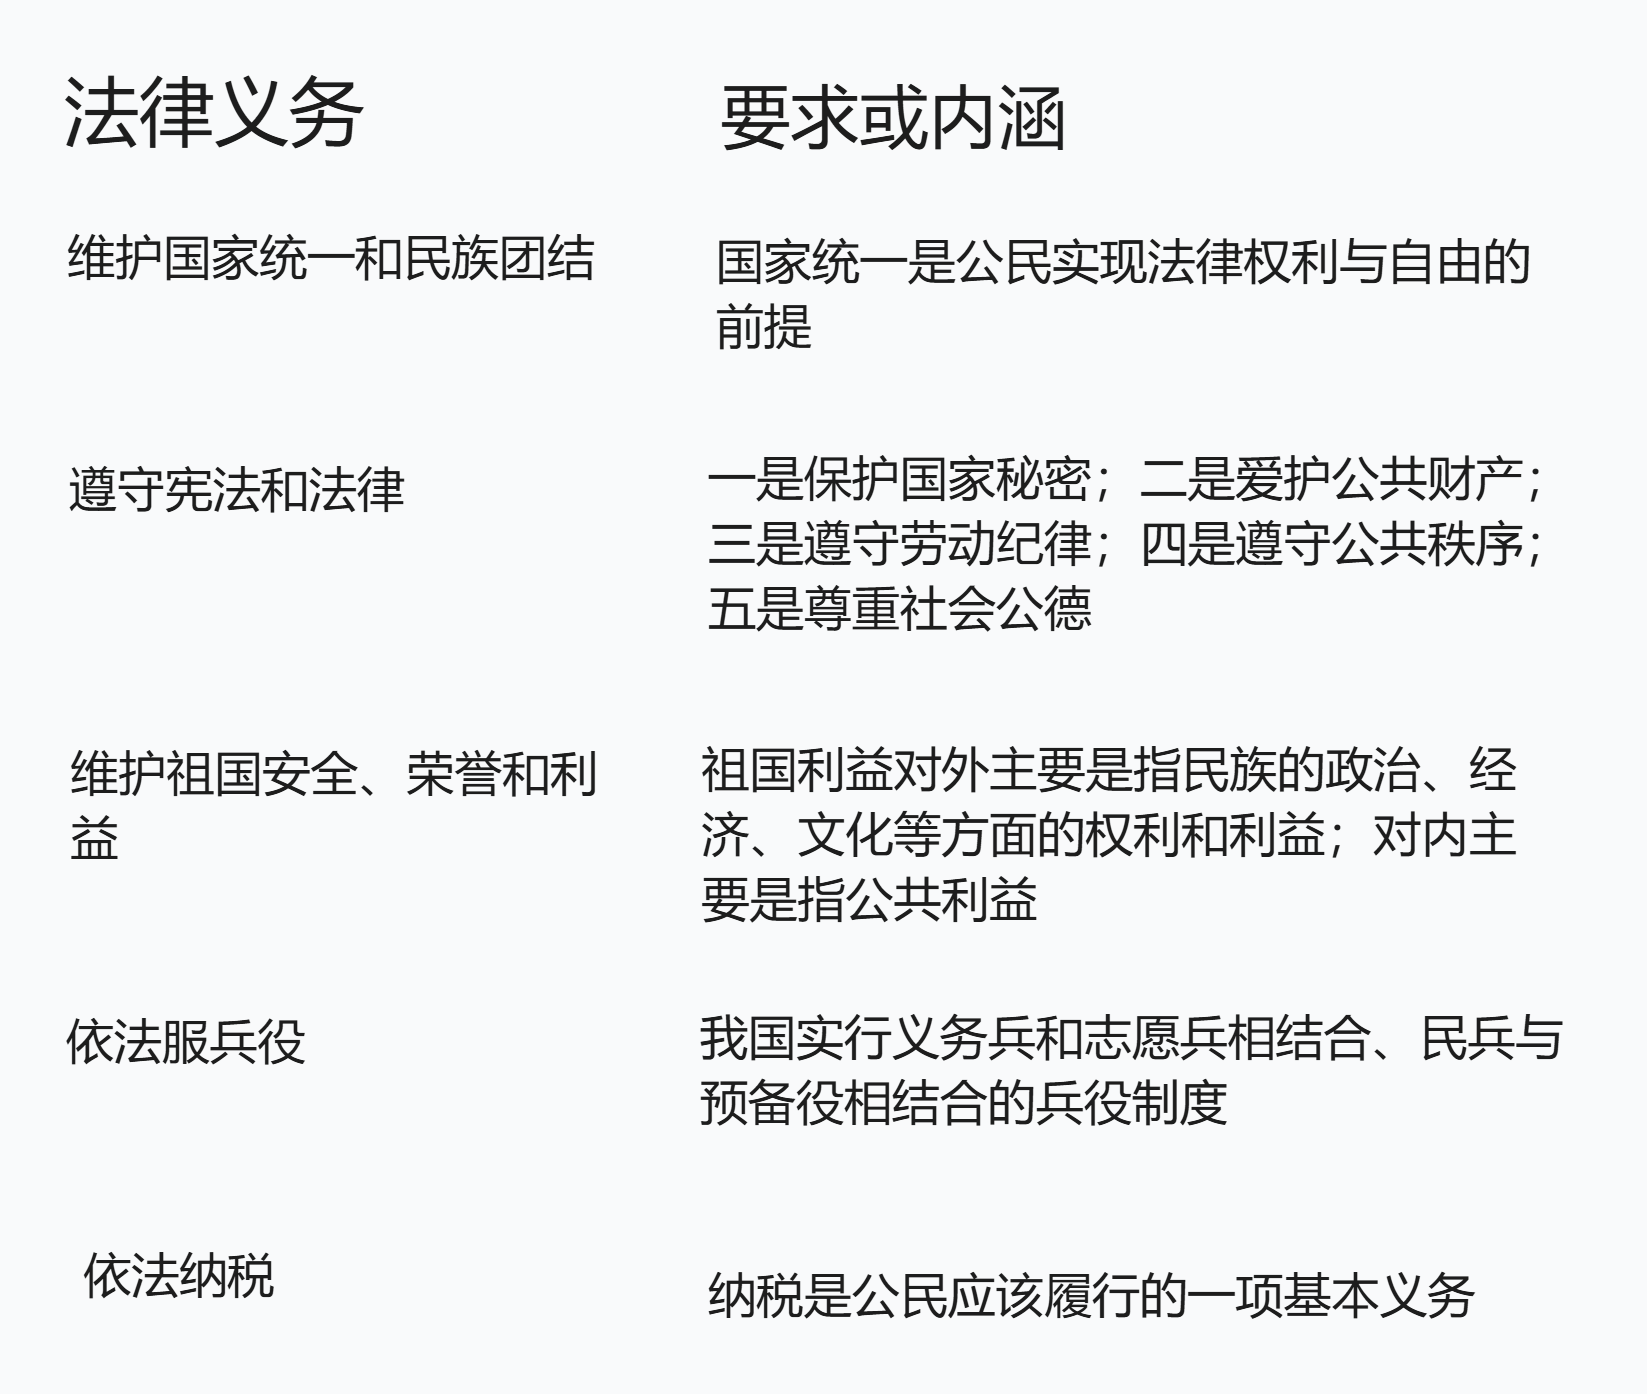 法律义务
要求或内涵
维护国家统一和民族团结
国家统一是公民实现法律权利与自由的
前提
遵守宪法和法律
一是保护国家秘密；二是爱护公共财产；
三是遵守劳动纪律；四是遵守公共秩序；
五是尊重社会公德
维护祖国安全、荣誉和利
益
祖国利益对外主要是指民族的政治、经
济、文化等方面的权利和利益；对内主
要是指公共利益
依法服兵役
我国实行义务兵和志愿兵相结合、民兵与
预备役相结合的兵役制度
依法纳税
纳税是公民应该履行的一项基本义务